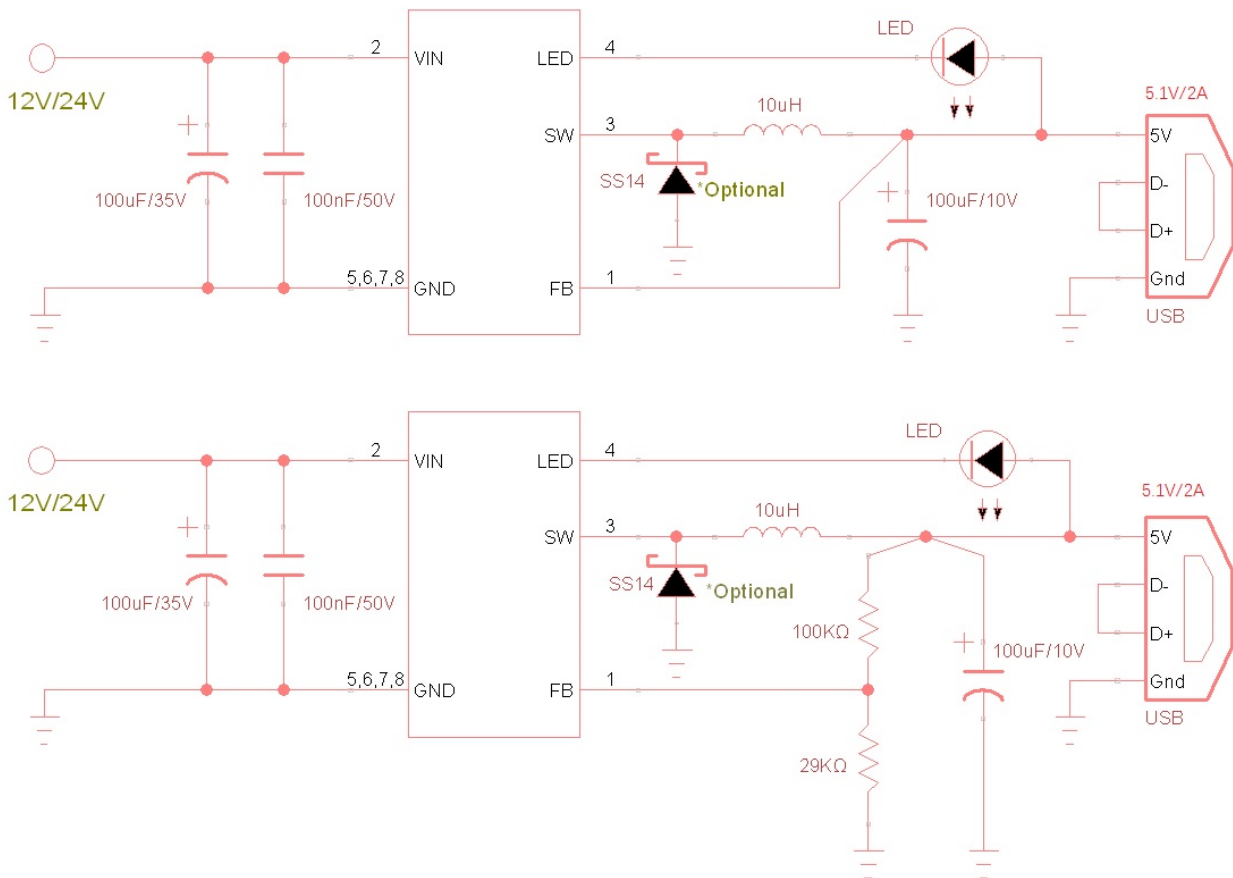 LED
2
VIN
LED
4
12V/24V
5.1V/2A
10uH
SW
3
5V
SS14
*Optional
D-
100uF/35V
100nF/50V
100uF/10V
D+
5,6,7,8
GND
FB
1
Gnd
USB
LED
2
VIN
LED
4
12V/24V
5.1V/2A
10uH
SW
3
5V
SS14
*Optional
D-
100uF/35V
100nF/50V
100KΩ
D+
100uF/10V
5,6,7,8
GND
FB
1
Gnd
USB
29KΩ